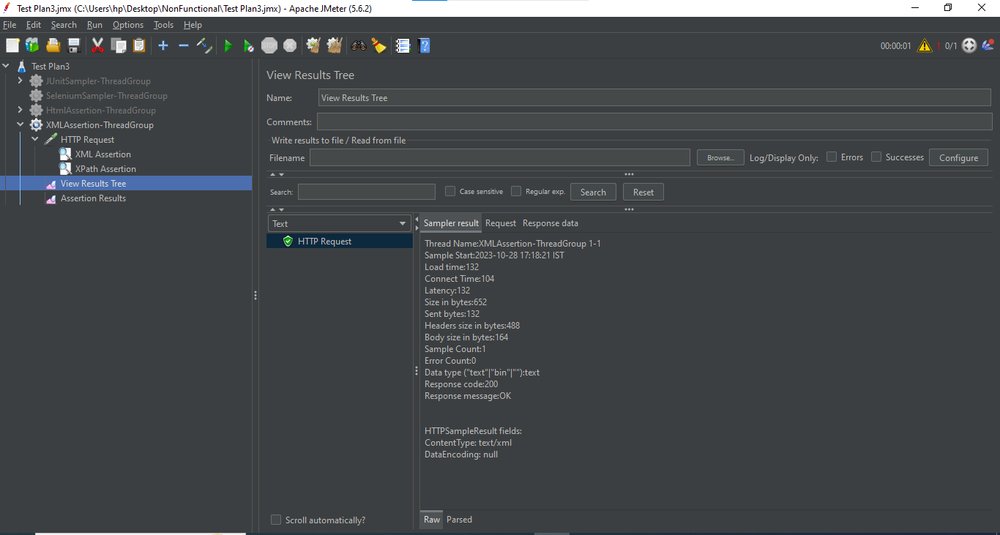 Test Plan3.jmx (C:\Users\hp\Desktop\NonFunctional\Test Plan3.jmx) - Apache JMeter (5.6.2)
File Edit Search Run Options Tools Help
STOP 00:00:01 1 0/1
Test Plan3
JUnitSampler-ThreadGroup
SeleniumSampler-ThreadGroup
HtmlAssertion-ThreadGroup
XMLAssertion-ThreadGroup
HTTP Request
XML Assertion
XPath Assertion
View Results Tree
Assertion Results
View Results Tree
Name: View Results Tree
Comments:
Write results to file / Read from file
Filename Browse... Log/Display Only: Errors Successes Configure
Search: Case sensitive Regular exp. Search Reset
Text
HTTP Request
Sampler result Request Response data
Thread Name:XMLAssertion-ThreadGroup 1-1
Sample Start:2023-10-28 17:18:21 IST
Load time:132
Connect Time:104
Latency:132
Size in bytes:652
Sent bytes:132
Headers size in bytes:488
Body size in bytes:164
Sample Count:1
Error Count:0
Data type ("text"|"bin"|""):text
Response code:200
Response message:OK
HTTPSampleResult fields:
ContentType: text/xml
DataEncoding: null
Scroll automatically?
Raw Parsed